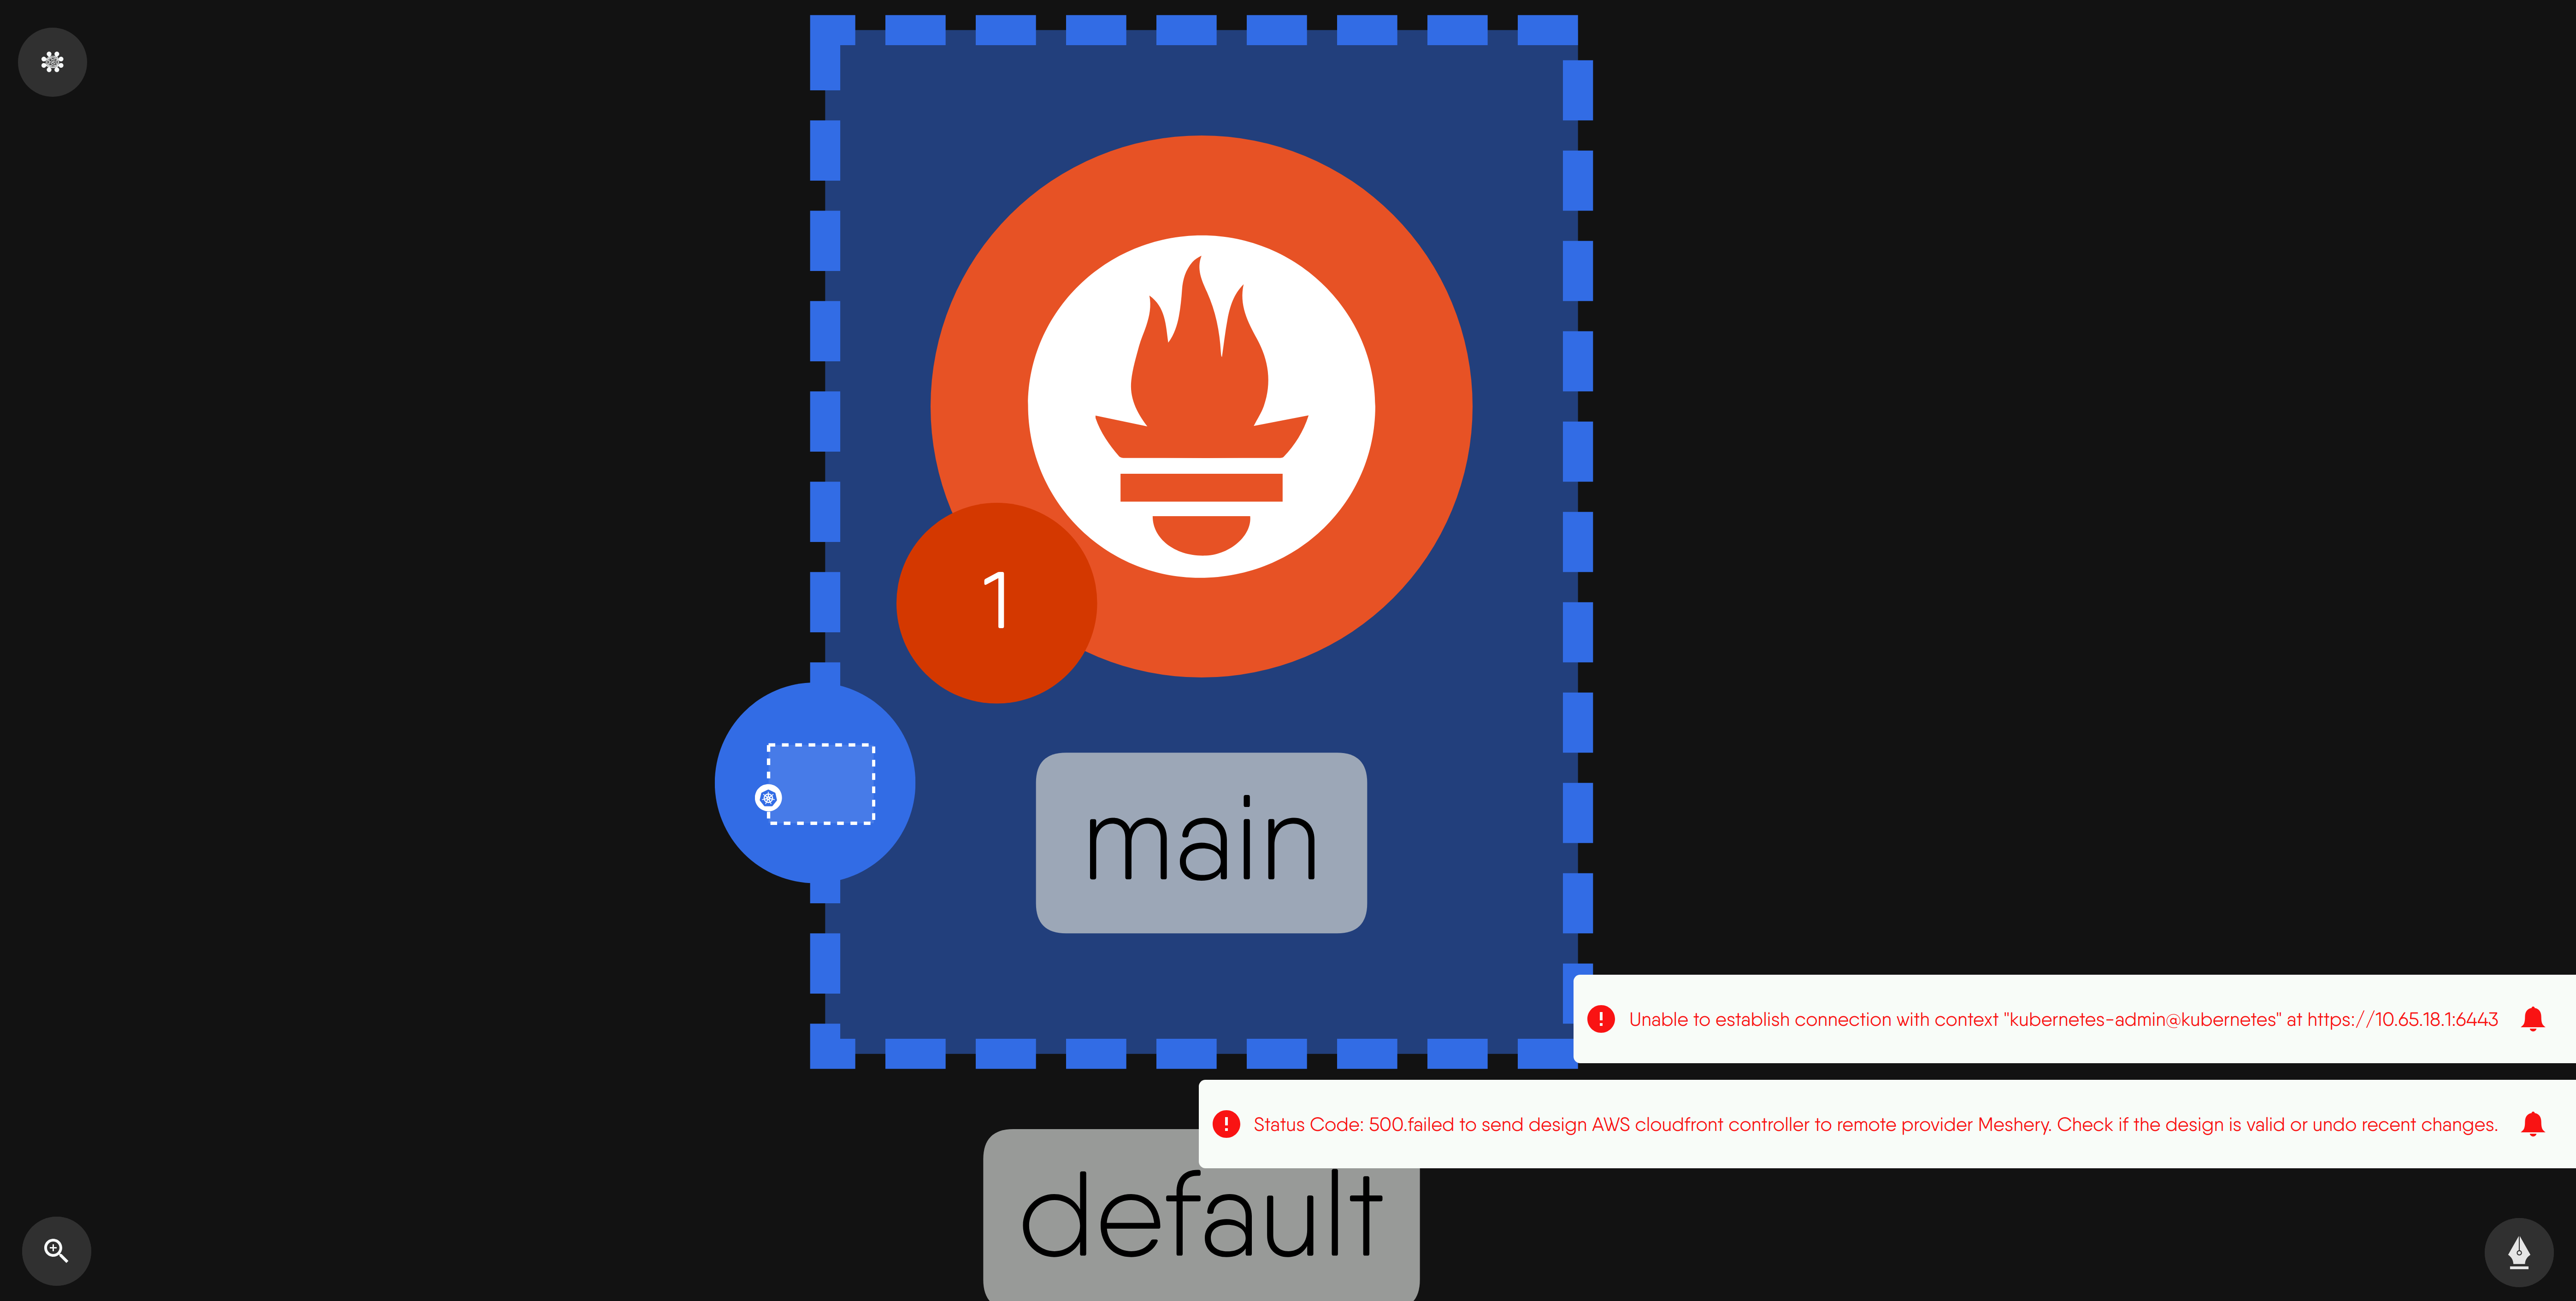 1
main
Unable to establish connection with context "kubernetes-admin@kubernetes" at https://10.65.18.1:6443
Status Code: 500.failed to send design AWS cloudfront controller to remote provider Meshery. Check if the design is valid or undo recent changes.
default